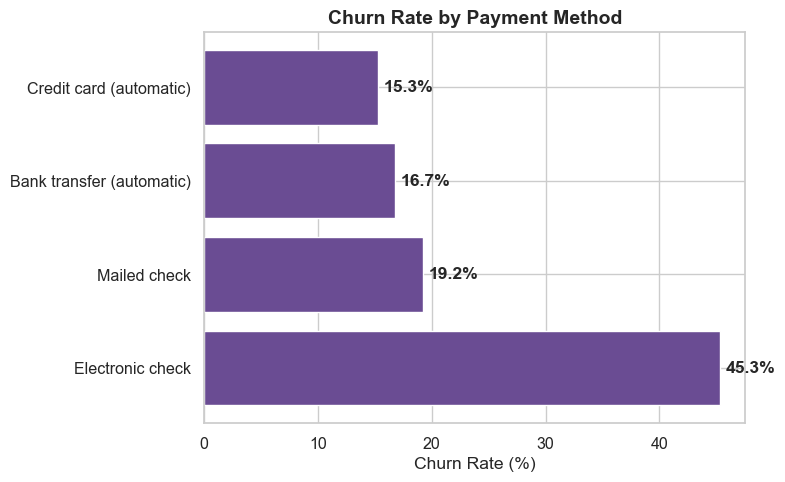 Churn Rate by Payment Method
Credit card (automatic)
15.3%
Bank transfer (automatic)
16.7%
Mailed check
19.2%
Electronic check
45.3%
0
10
20
30
40
Churn Rate (%)